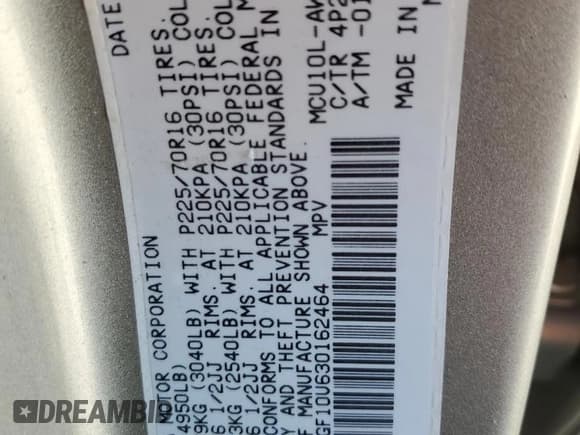 DATE
MOTOR CORPORATION
4950LB)
9KG (3040LB) WITH P225/70R16 TIRES.
6 1/2JJ RIMS. AT 210KPA (30PSI) COL
3KG (2540LB) WITH P225/70R16 TIRES.
6 1/2JJ RIMS. AT 210KPA (30PSI) COL
CONFORMS TO ALL APPLICABLE FEDERAL M
Y AND THEFT PREVENTION STANDARDS IN
F MANUFACTURE SHOWN ABOVE.
GF10U630162464 MPV
MCU10L-AW
C/TR 4P2
A/TM -01
MADE IN
DREAMBID.COM